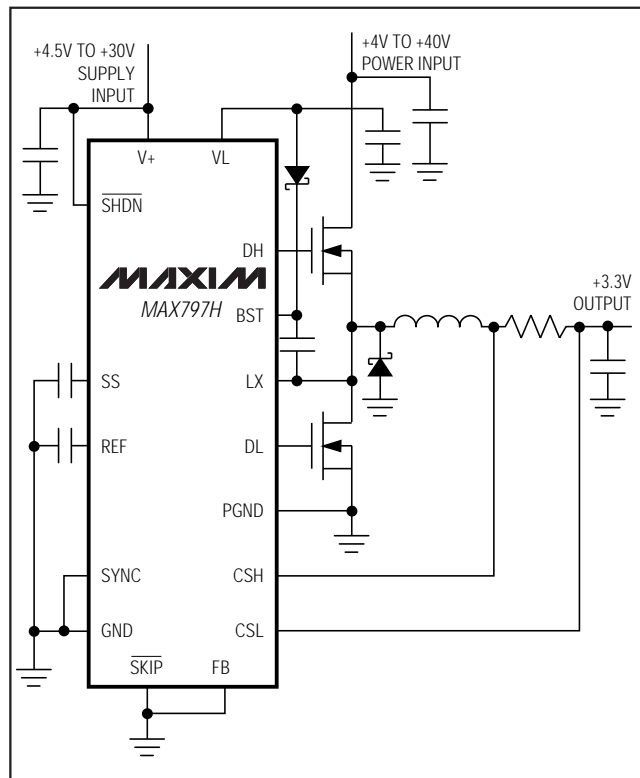 +4.5V TO +30V
SUPPLY
INPUT
+4V TO +40V
POWER INPUT
V+
VL
SHDN
DH
MAXIM
MAX797H
BST
+3.3V
OUTPUT
SS
LX
REF
DL
PGND
SYNC
CSH
GND
CSL
SKIP
FB